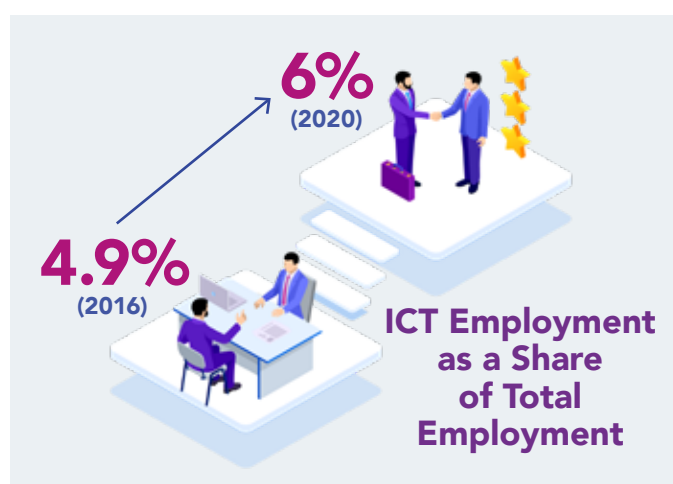 6%
(2020)
4.9%
(2016)
ICT Employment
as a Share
of Total
Employment